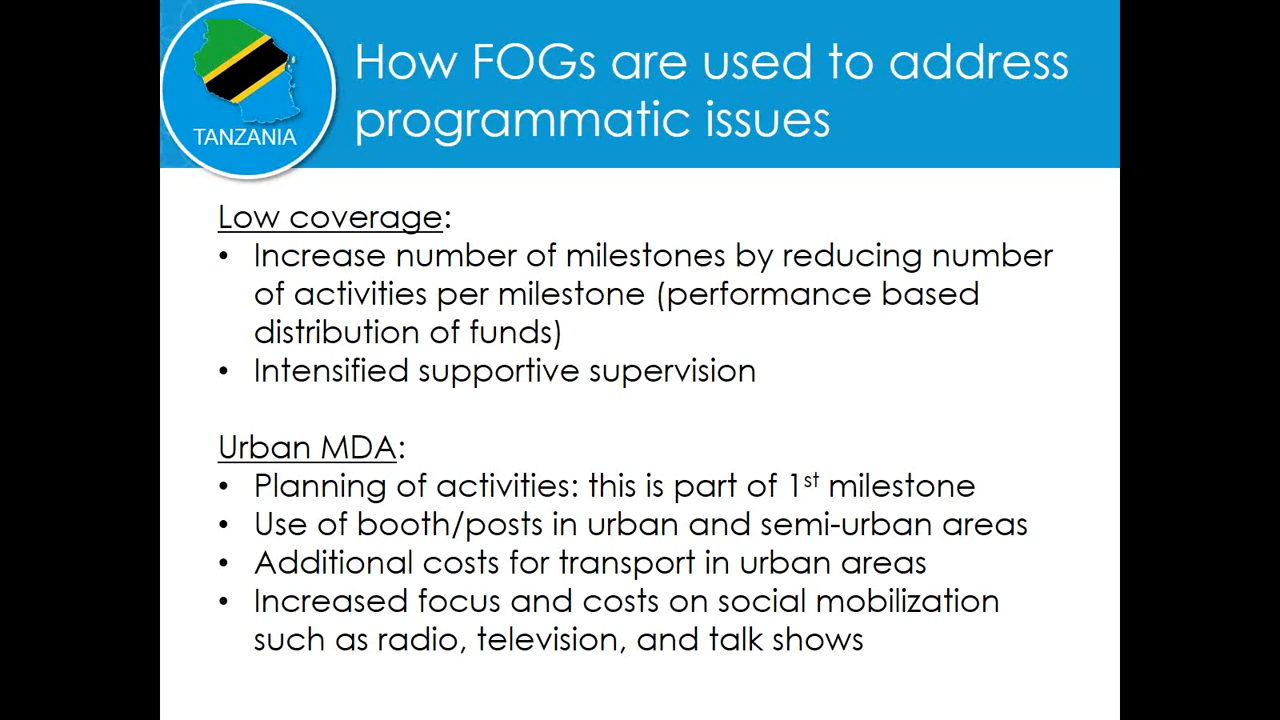 TANZANIA
How FOGs are used to address
programmatic issues
Low coverage:
• Increase number of milestones by reducing number
of activities per milestone (performance based
distribution of funds)
• Intensified supportive supervision
Urban MDA:
• Planning of activities: this is part of 1st milestone
• Use of booth/posts in urban and semi-urban areas
• Additional costs for transport in urban areas
• Increased focus and costs on social mobilization
such as radio, television, and talk shows